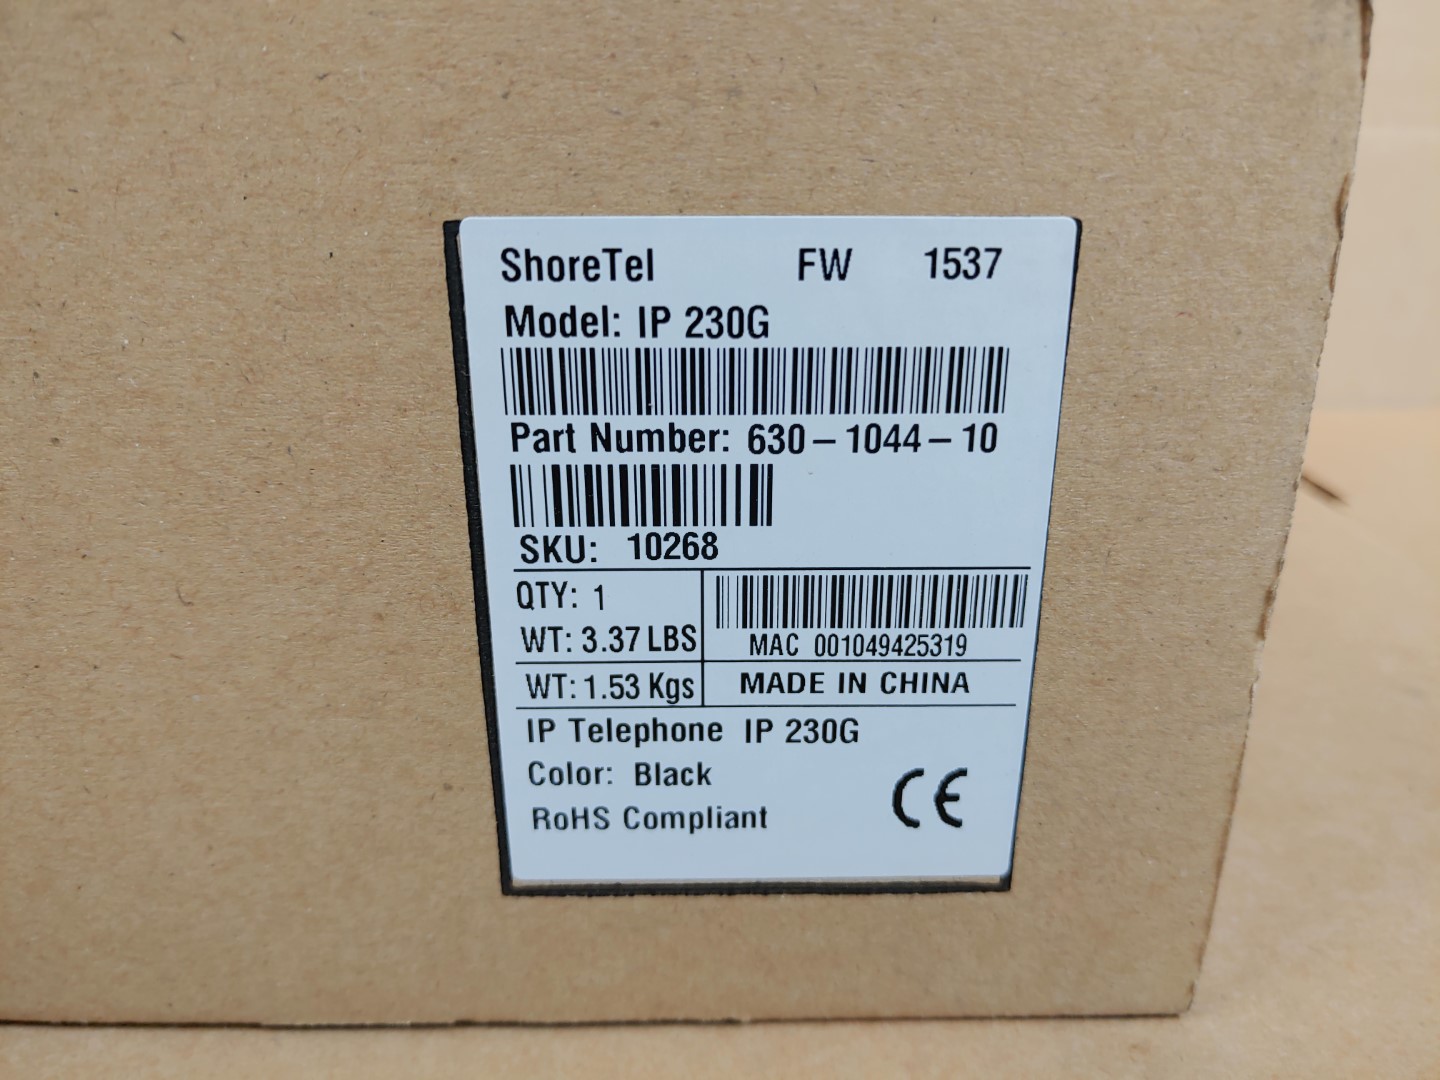 ShoreTel FW 1537
Model: IP 230G
Part Number: 630-1044-10
SKU: 10268
QTY: 1
WT: 3.37 LBS
MAC 001049425319
WT: 1.53 Kgs
MADE IN CHINA
IP Telephone IP 230G
Color: Black
RoHS Compliant
CE